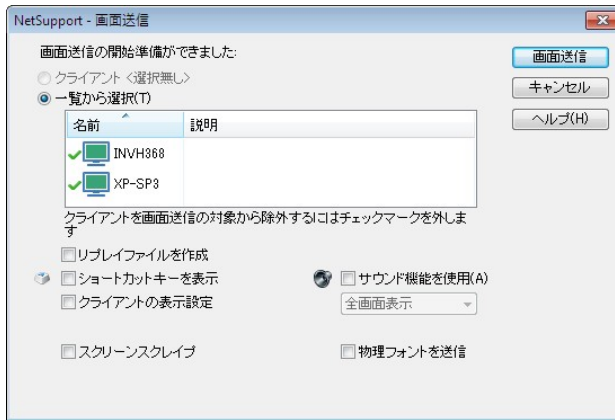 NetSupport - 画面送信
画面送信の開始準備ができました:
画面送信
クライアント <選択無し>
キャンセル
一覧から選択(T)
ヘルプ(H)
名前 説明
INVH368
XP-SP3
クライアントを画面送信の対象から除外するにはチェックマークを外しま
す
リプレイファイルを作成
ショートカットキーを表示 サウンド機能を使用(A)
クライアントの表示設定 全画面表示
スクリーンスクレイプ 物理フォントを送信